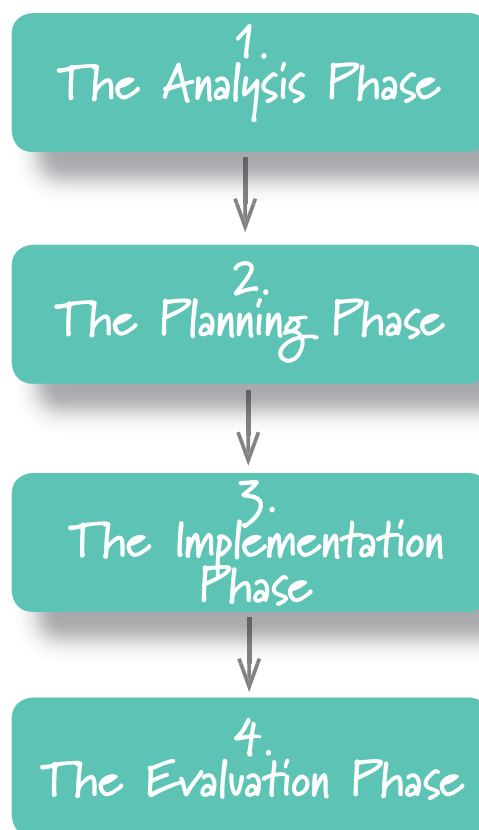 1.
The Analysis Phase
2.
The Planning Phase
3.
The Implementation
Phase
4.
The Evaluation Phase